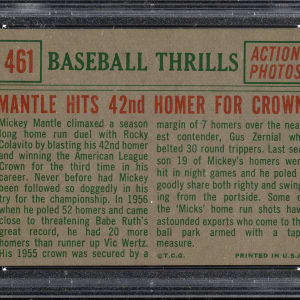 461
BASEBALL THRILLS
ACTION
PHOTOS
MANTLE HITS 42nd HOMER FOR CROWN
Mickey Mantle climaxed a season
long home run duel with Rocky
Colavito by blasting his 42nd homer
and winning the American League
Crown for the third time in his
career. Never before had Mickey
been followed so doggedly in his
try for the championship. In 1956
when he poled 52 homers and came
close to threatening Babe Ruth's
great record, he had 20 more
homers than runner up Vic Wertz.
His 1955 crown was secured by a
margin of 7 homers over the near
est contender, Gus Zernial who
belted 30 round trippers. Last sea
son 19 of Mickey's homers were
hit in night games and he poled
goodly share both righty and swing
ing from the portside. Some of
the 'Micks' home run shots have
astounded experts who come to the
ball park armed with a tape
measure.
©T.C.G. PRINTED IN U.S.A